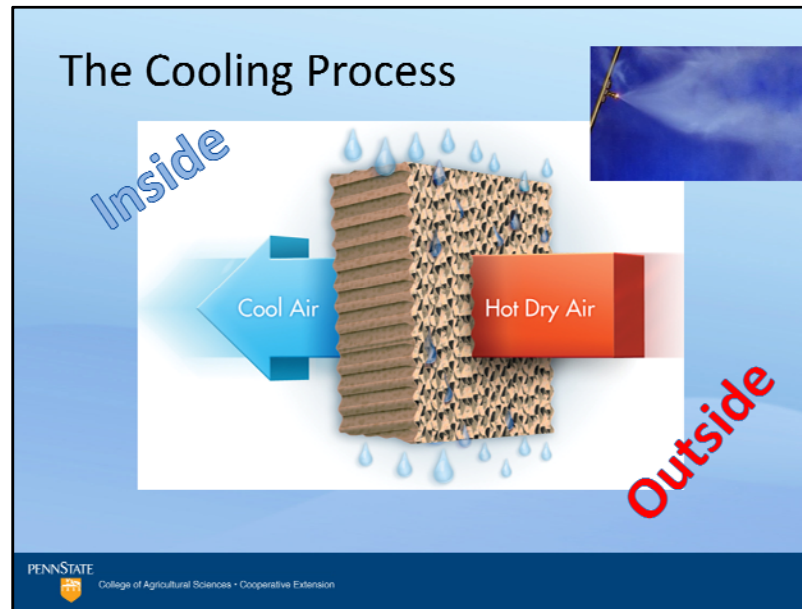 The Cooling Process
Inside
Cool Air
Hot Dry Air
Outside
PENNSTATE
College of Agricultural Sciences • Cooperative Extension